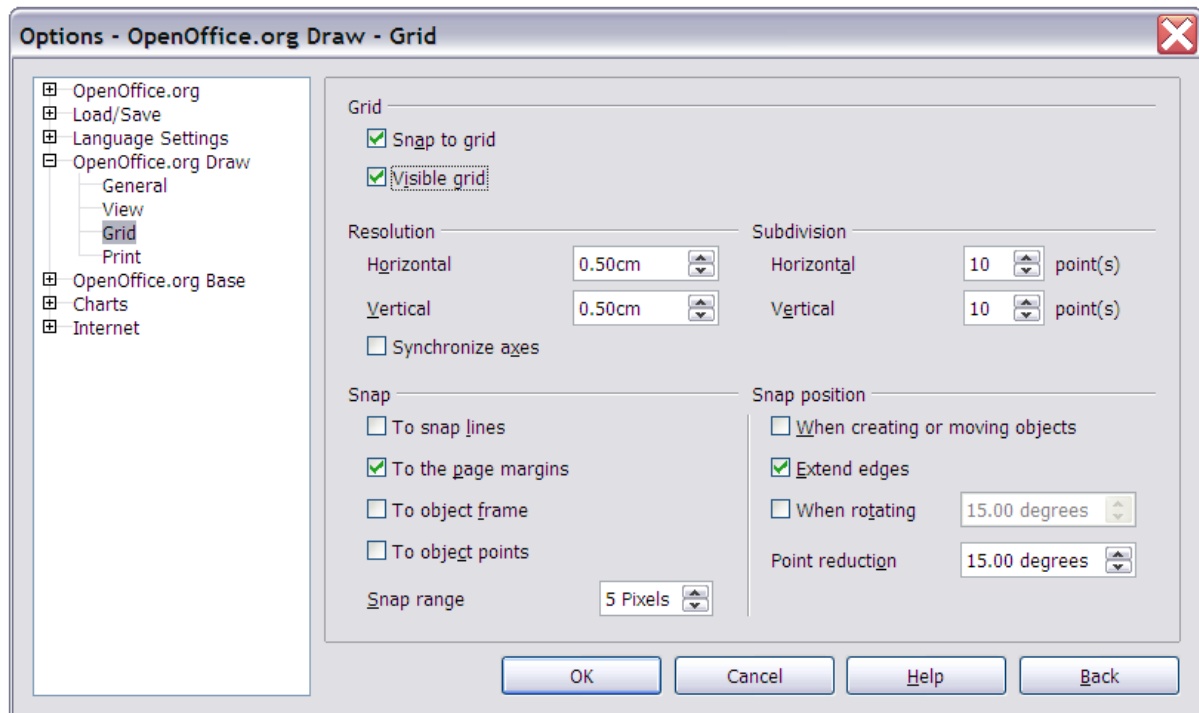 Options - OpenOffice.org Draw - Grid
OpenOffice.org
Load/Save
Language Settings
OpenOffice.org Draw
General
View
Grid
Print
OpenOffice.org Base
Charts
Internet
Grid
Snap to grid
Visible grid
Resolution
Horizontal 0.50cm
Vertical 0.50cm
Synchronize axes
Subdivision
Horizontal 10 point(s)
Vertical 10 point(s)
Snap
To snap lines
To the page margins
To object frame
To object points
Snap range 5 Pixels
Snap position
When creating or moving objects
Extend edges
When rotating 15.00 degrees
Point reduction 15.00 degrees
OK Cancel Help Back